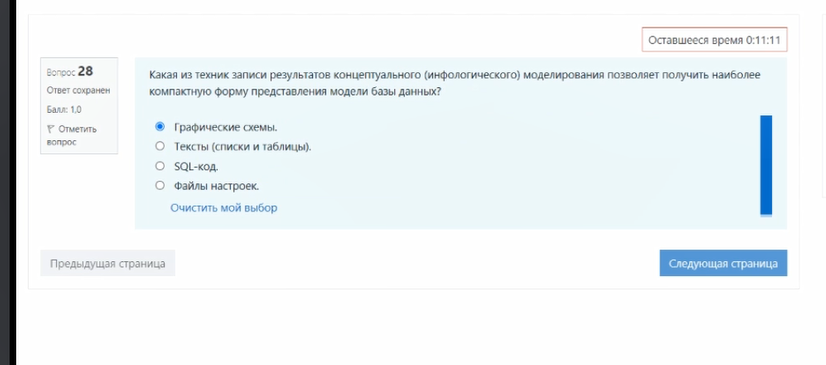 Оставшееся время 0:11:11
Вопрос 28
Ответ сохранен
Балл: 1,0
Отметить
вопрос
Какая из техник записи результатов концептуального (инфологического) моделирования позволяет получить наиболее
компактную форму представления модели базы данных?
Графические схемы.
Тексты (списки и таблицы).
SQL-код.
Файлы настроек.
Очистить мой выбор
Предыдущая страница
Следующая страница